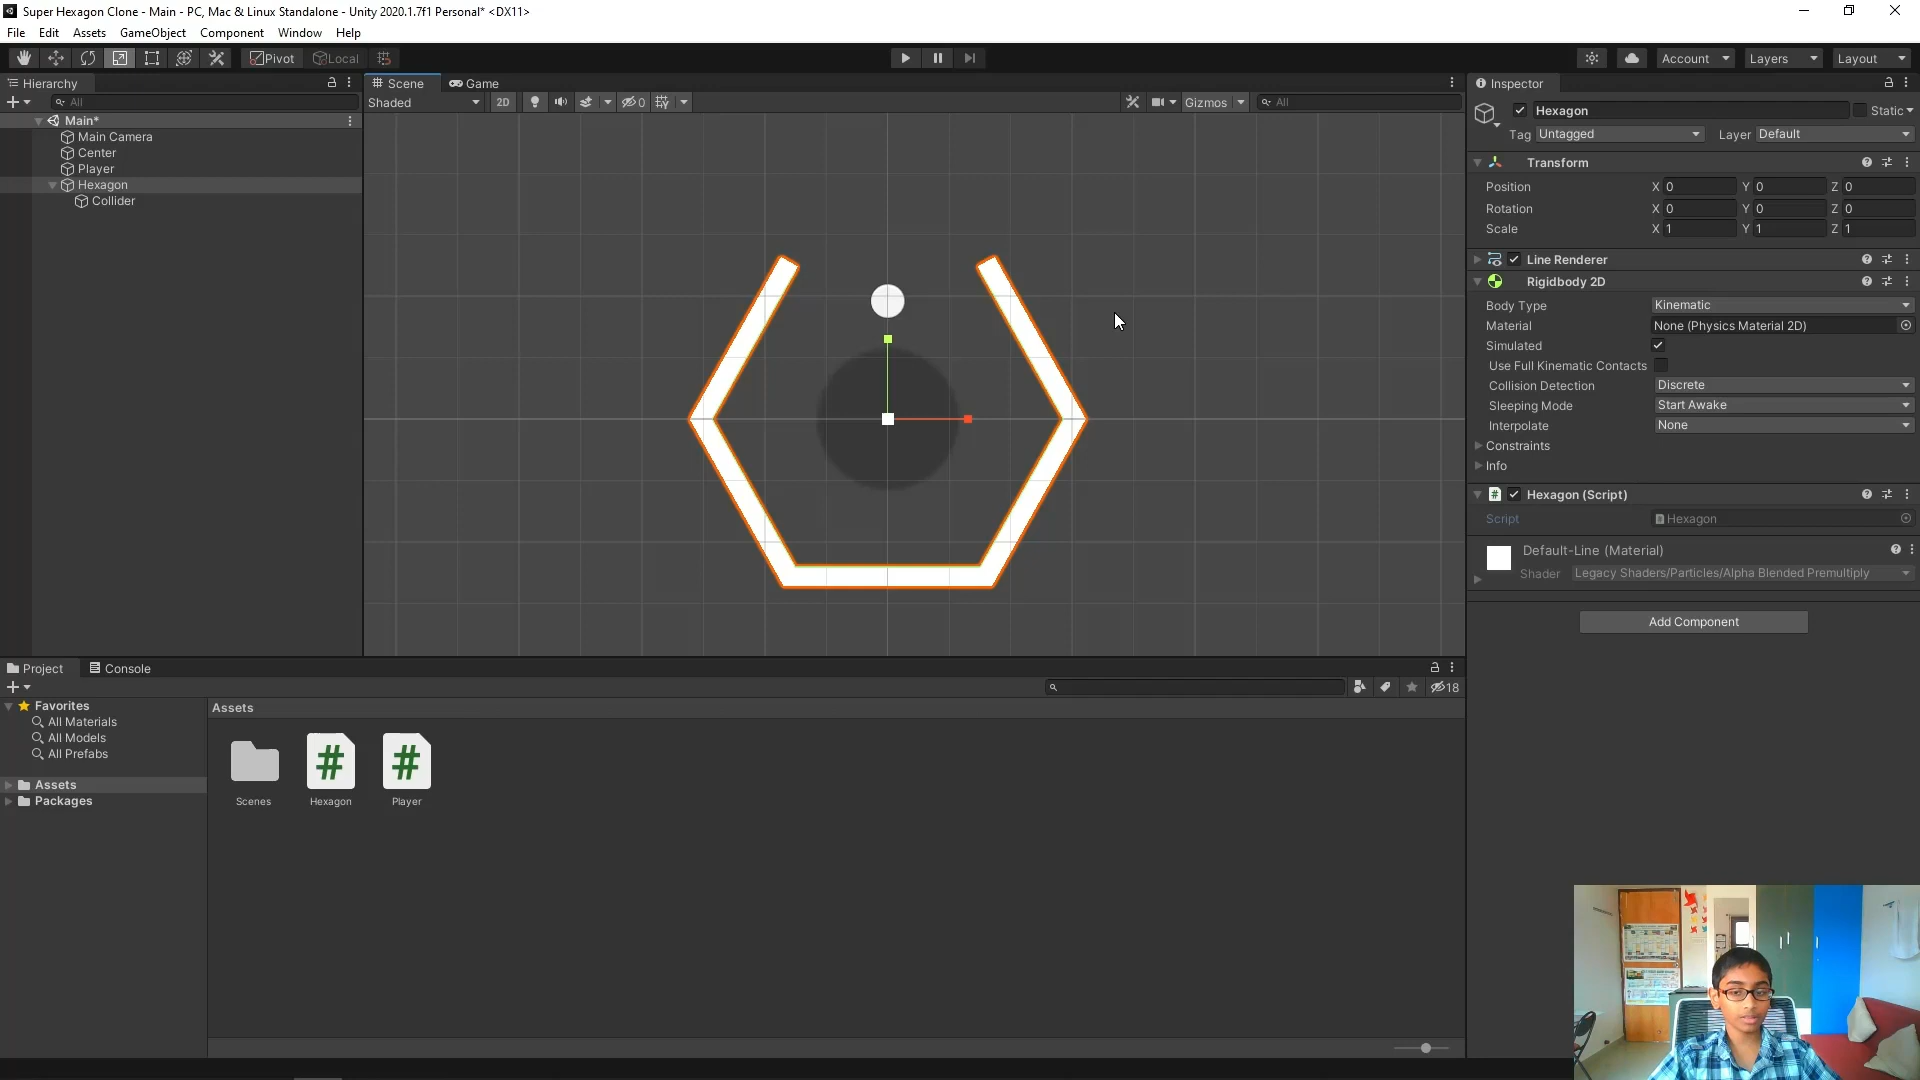 Super Hexagon Clone - Main - PC, Mac & Linux Standalone - Unity 2020.1.7f1 Personal* <DX11>
File Edit Assets GameObject Component Window Help
Pivot Local Account Layers Layout
Hierarchy
All
Main*
Main Camera
Center
Player
Hexagon
Collider
Scene Game
Shaded 2D 0 Gizmos All
Inspector
Hexagon Static
Tag Untagged Layer Default
Transform
Position X 0 Y 0 Z 0
Rotation X 0 Y 0 Z 0
Scale X 1 Y 1 Z 1
Line Renderer
Rigidbody 2D
Body Type Kinematic
Material None (Physics Material 2D)
Simulated
Use Full Kinematic Contacts
Collision Detection Discrete
Sleeping Mode Start Awake
Interpolate None
Constraints
Info
# Hexagon (Script)
Script Hexagon
Default-Line (Material)
Shader Legacy Shaders/Particles/Alpha Blended Premultiply
Add Component
Project Console
18
Favorites
All Materials
All Models
All Prefabs
Assets
Packages
Assets
# #
Scenes Hexagon Player